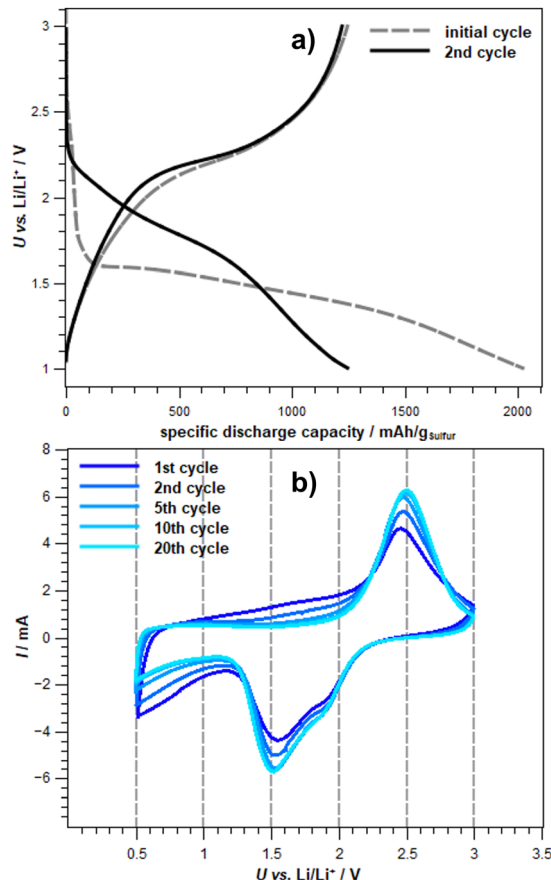 a)
initial cycle
2nd cycle
3
2.5
2
1.5
1
U vs. Li/Li⁺ / V
0 500 1000 1500 2000
specific discharge capacity / mAh/gSulfur
b)
1st cycle
2nd cycle
5th cycle
10th cycle
20th cycle
8
6
4
2
0
−2
−4
−6
I / mA
0 0.5 1 1.5 2 2.5 3 3.5
U vs. Li/Li⁺ / V